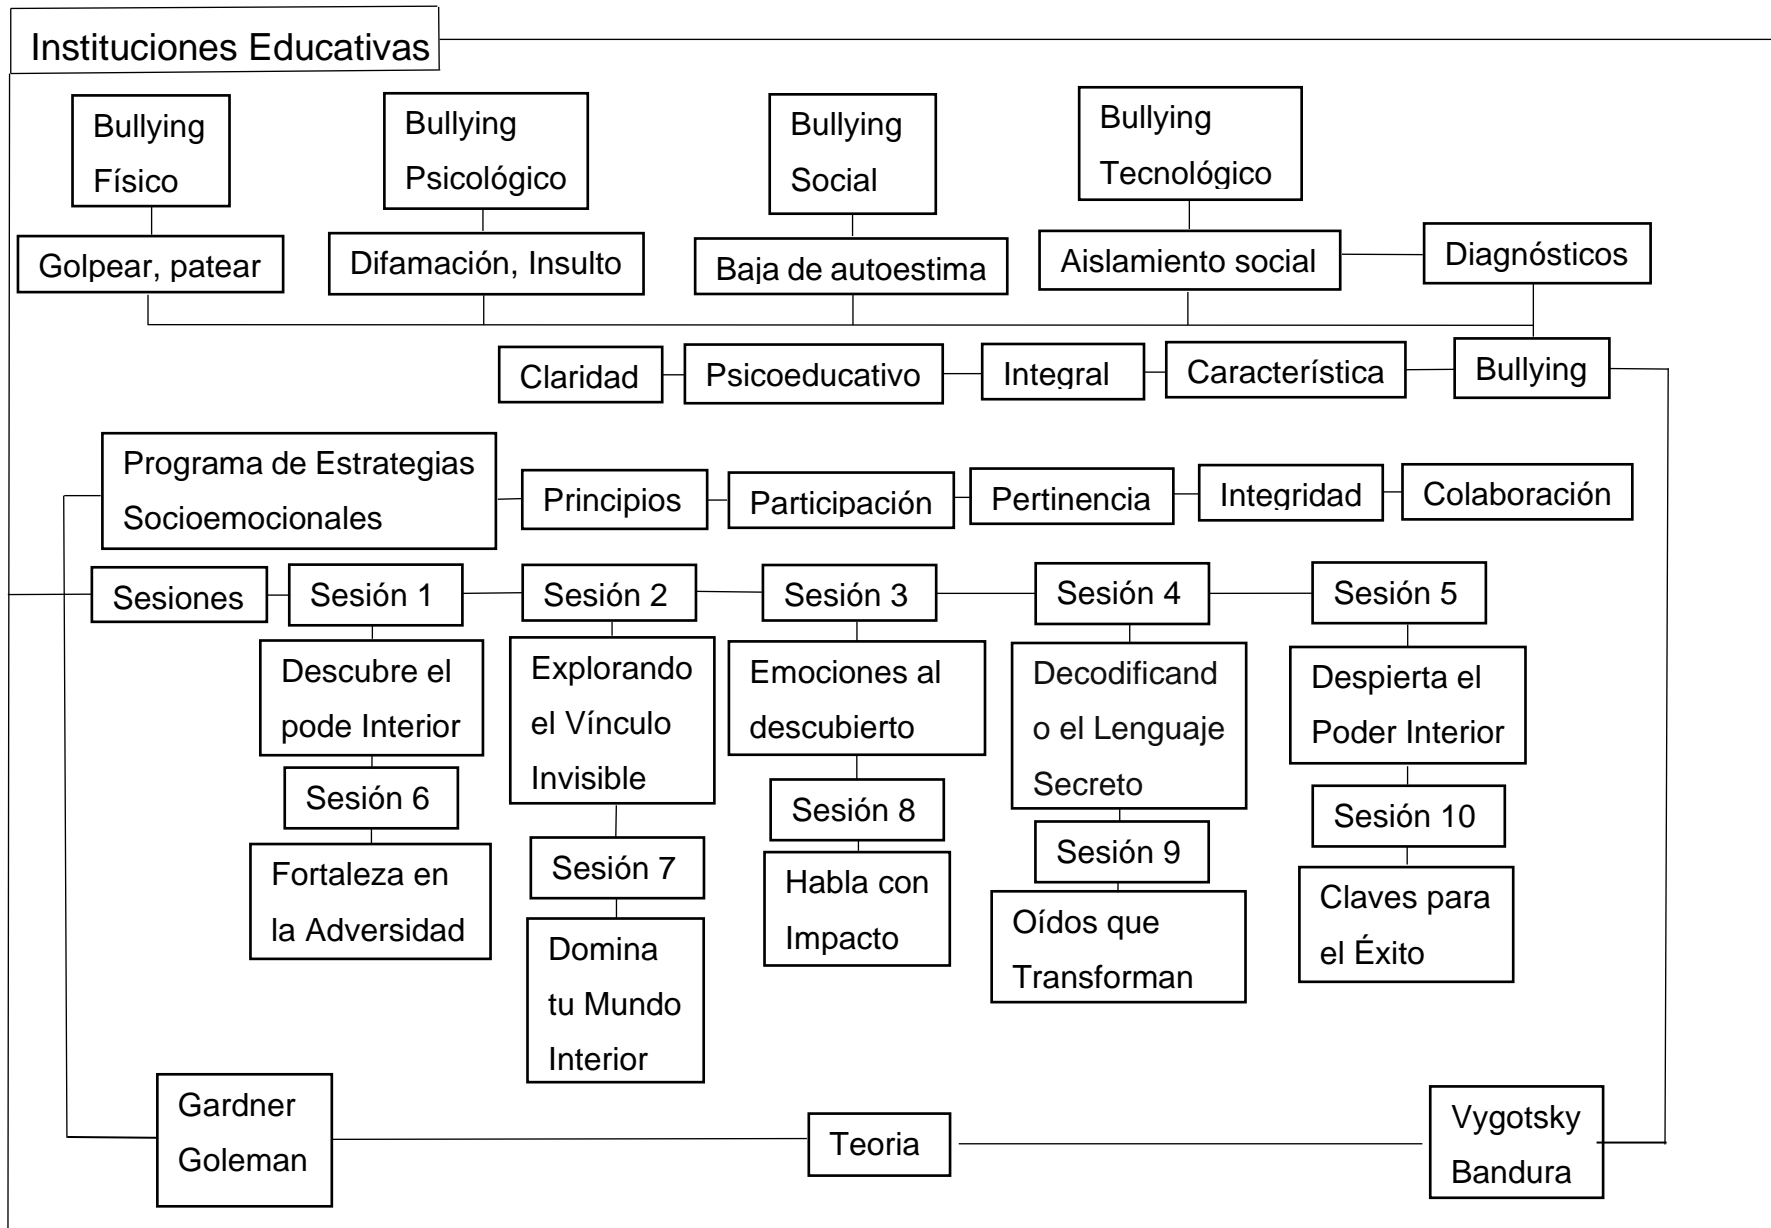 Instituciones Educativas
Bullying
Físico
Bullying
Psicológico
Bullying
Social
Bullying
Tecnológico
Golpear, patear
Difamación, Insulto
Baja de autoestima
Aislamiento social
Diagnósticos
Claridad
Psicoeducativo
Integral
Característica
Bullying
Programa de Estrategias
Socioemocionales
Principios
Participación
Pertinencia
Integridad
Colaboración
Sesiones
Sesión 1
Sesión 2
Sesión 3
Sesión 4
Sesión 5
Descubre el
pode Interior
Explorando
el Vínculo
Invisible
Emociones al
descubierto
Decodificand
o el Lenguaje
Secreto
Despierta el
Poder Interior
Sesión 6
Sesión 7
Sesión 8
Sesión 9
Sesión 10
Fortaleza en
la Adversidad
Domina
tu Mundo
Interior
Habla con
Impacto
Oídos que
Transforman
Claves para
el Éxito
Gardner
Goleman
Teoria
Vygotsky
Bandura